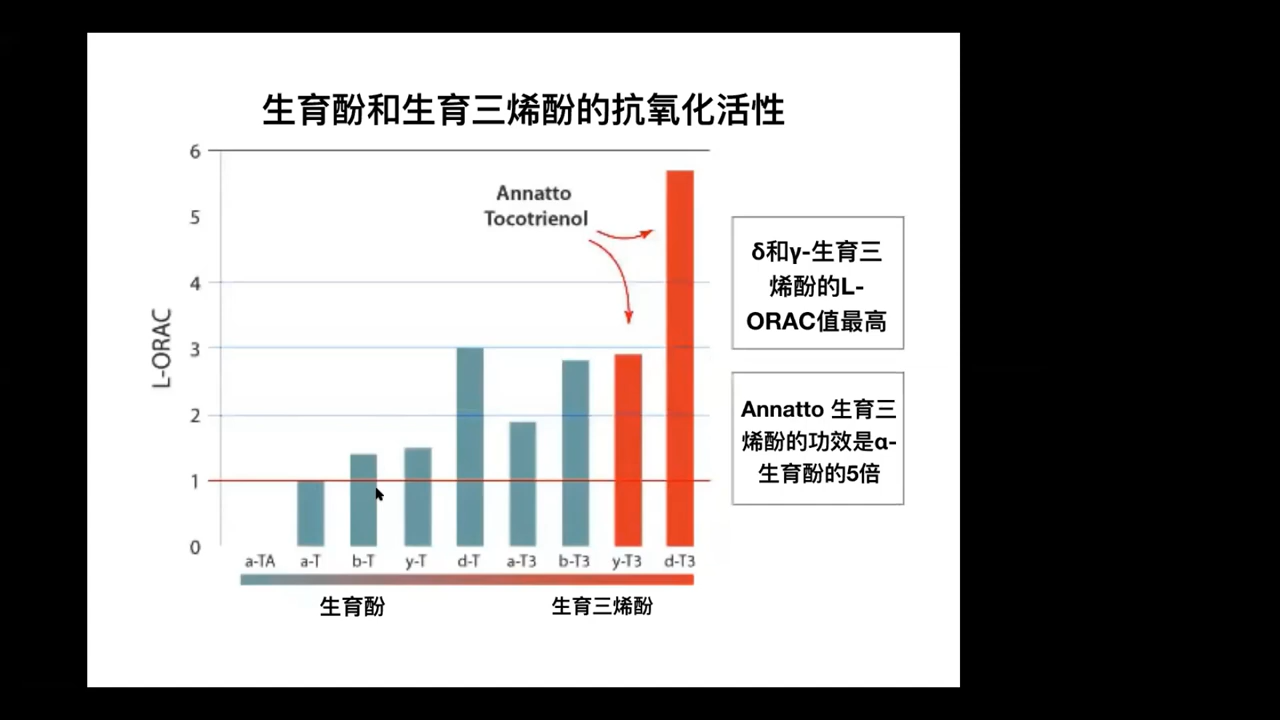 生育酚和生育三烯酚的抗氧化活性
6
5
4
3
2
1
0
L-ORAC
Annatto
Tocotrienol
a-TA a-T b-T y-T d-T a-T3 b-T3 y-T3 d-T3
生育酚 生育三烯酚
δ和γ-生育三
烯酚的L-
ORAC值最高
Annatto 生育三
烯酚的功效是α-
生育酚的5倍